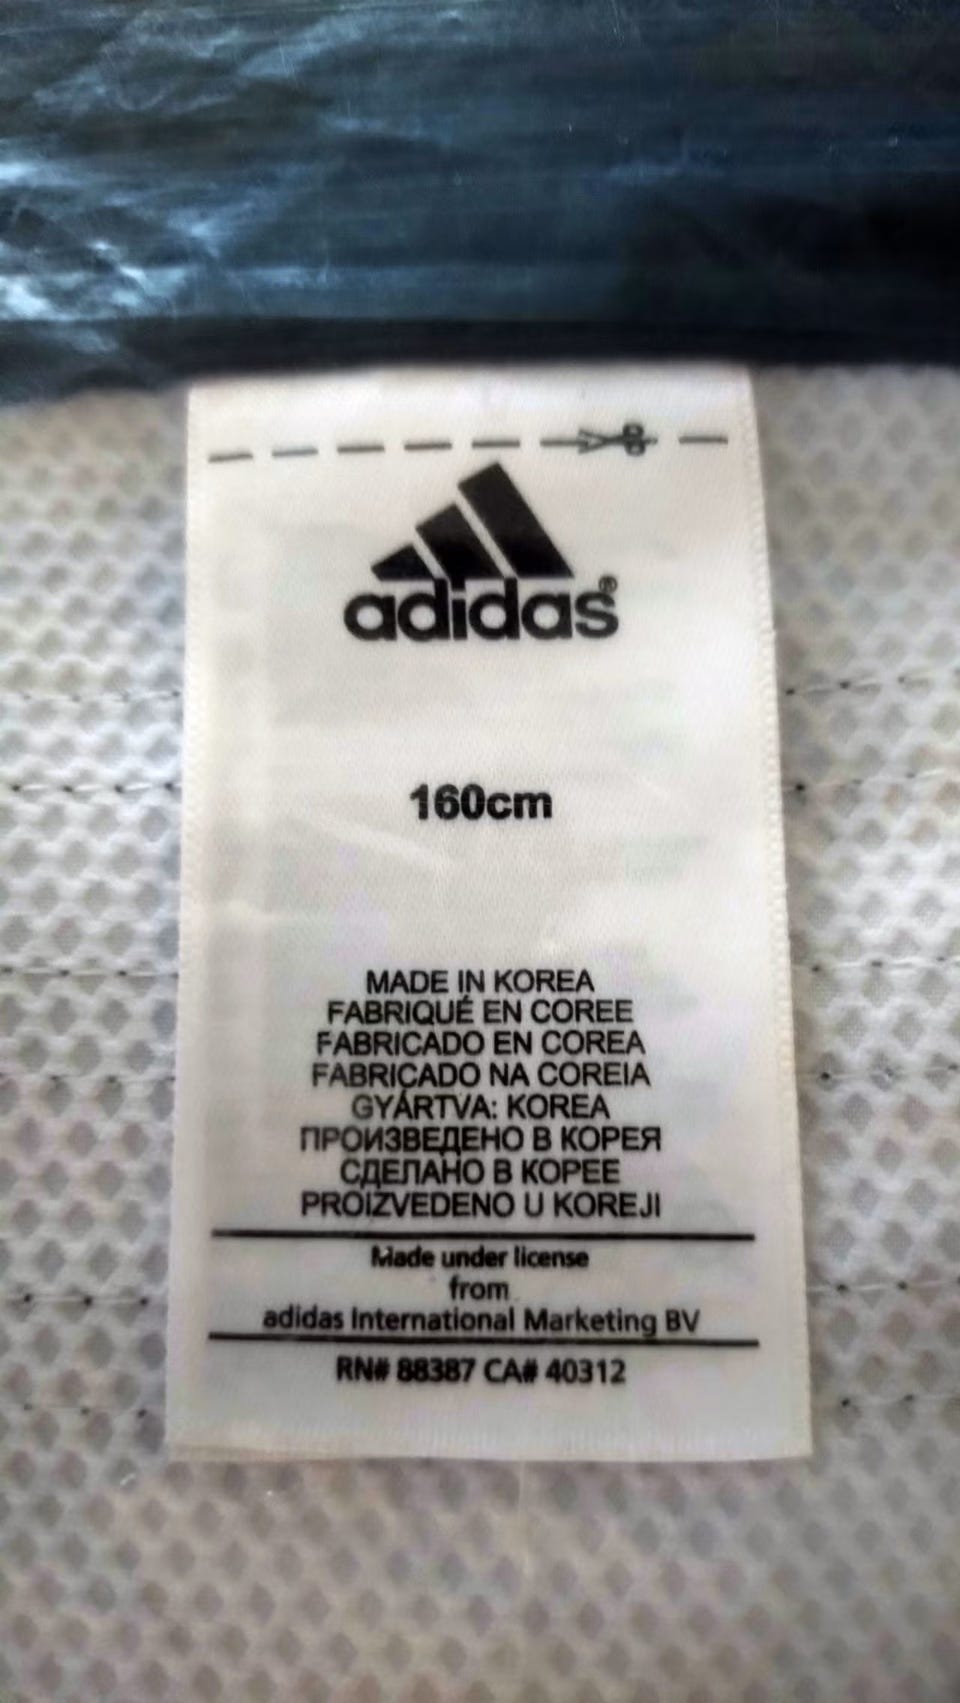 adidas®
160cm
MADE IN KOREA
FABRIQUÉ EN COREE
FABRICADO EN COREA
FABRICADO NA COREIA
GYÁRTVA: KOREA
ПРОИЗВЕДЕНО В КОРЕЯ
СДЕЛАНО В КОРЕЕ
PROIZVEDENO U KOREJI
Made under license
from
adidas International Marketing BV
RN# 88387 CA# 40312